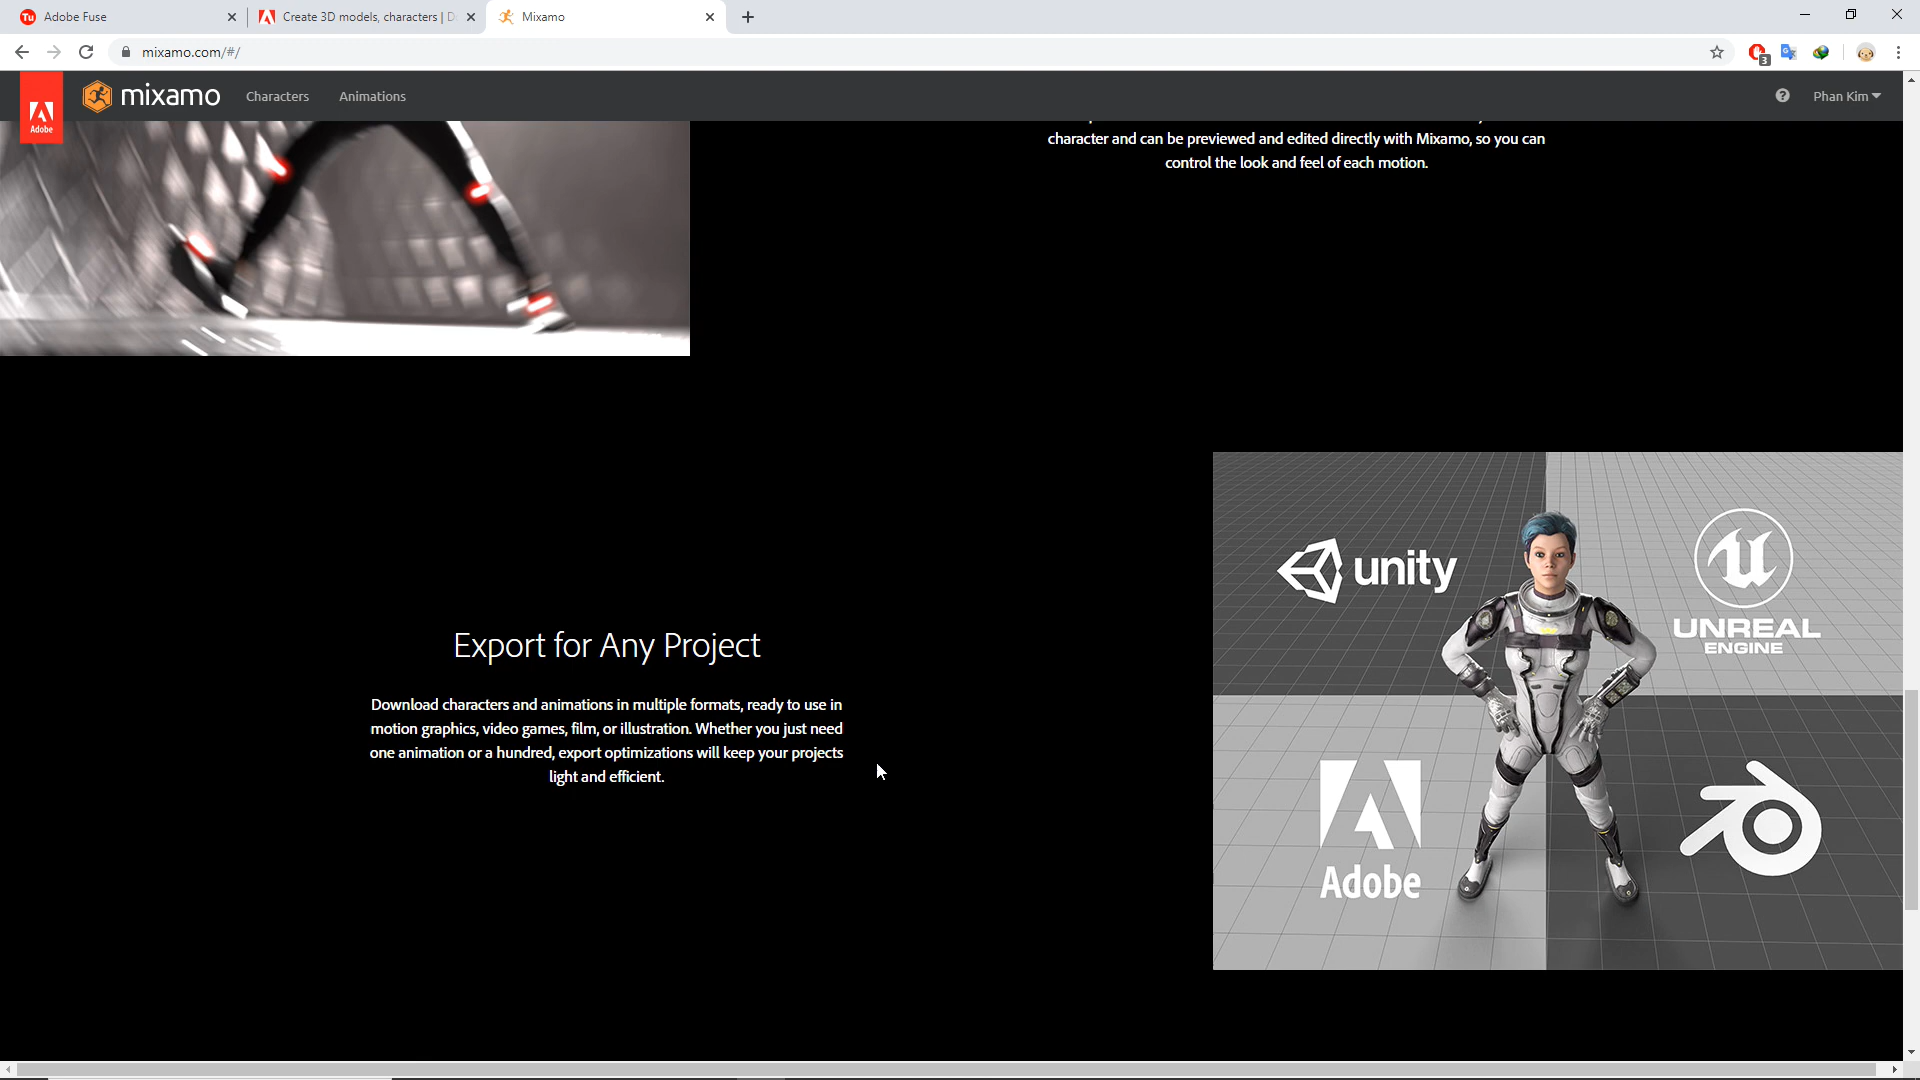 Adobe Fuse
Create 3D models, characters | D
Mixamo
mixamo.com/#/
3
Adobe
mixamo
Characters
Animations
Phan Kim
character and can be previewed and edited directly with Mixamo, so you can
control the look and feel of each motion.
unity
UNREAL
ENGINE
Export for Any Project
Download characters and animations in multiple formats, ready to use in
motion graphics, video games, film, or illustration. Whether you just need
one animation or a hundred, export optimizations will keep your projects
light and efficient.
Adobe